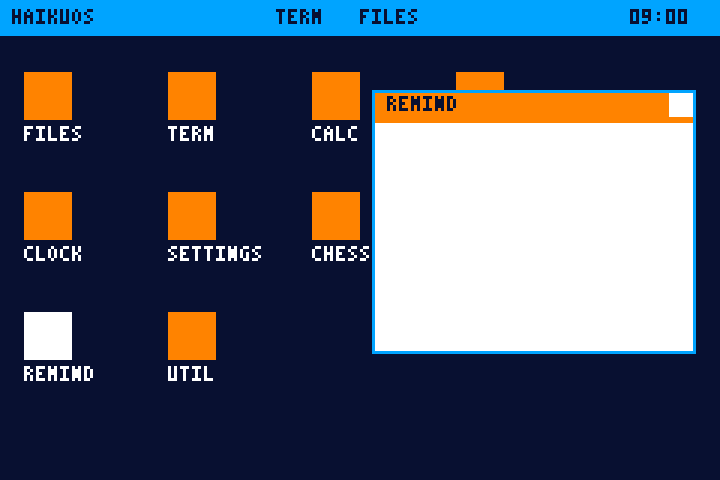 HAIKUOS TERM FILES 09:00
REMIND
FILES TERM CALC
CLOCK SETTINGS CHESS
REMIND UTIL